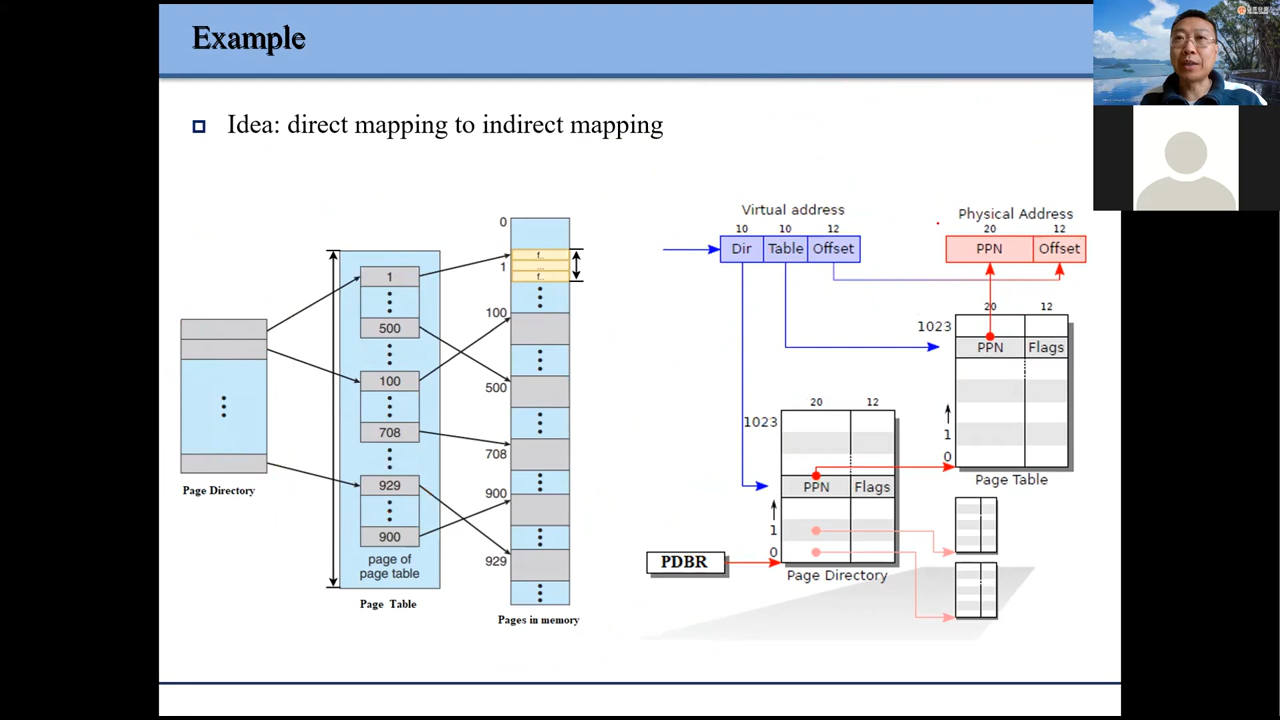 Example
Idea: direct mapping to indirect mapping
Page Directory
1
500
100
708
929
900
page of
page table
Page Table
0
1
100
500
708
900
929
f..
...
f..
Pages in memory
Virtual address
10 10 12
Dir Table Offset
Physical Address
20 12
PPN Offset
20 12
1023
PPN Flags
1
0
Page Table
20 12
1023
PPN Flags
1
0
Page Directory
PDBR